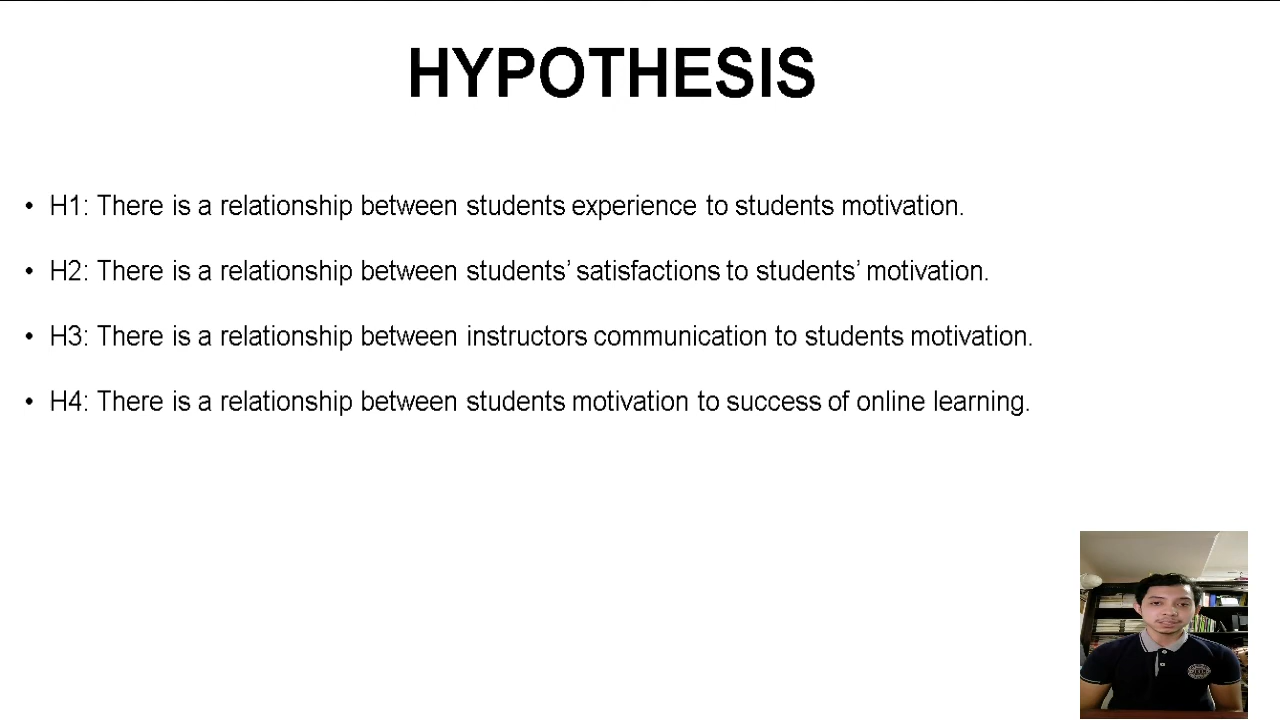 HYPOTHESIS
• H1: There is a relationship between students experience to students motivation.
• H2: There is a relationship between students’ satisfactions to students’ motivation.
• H3: There is a relationship between instructors communication to students motivation.
• H4: There is a relationship between students motivation to success of online learning.